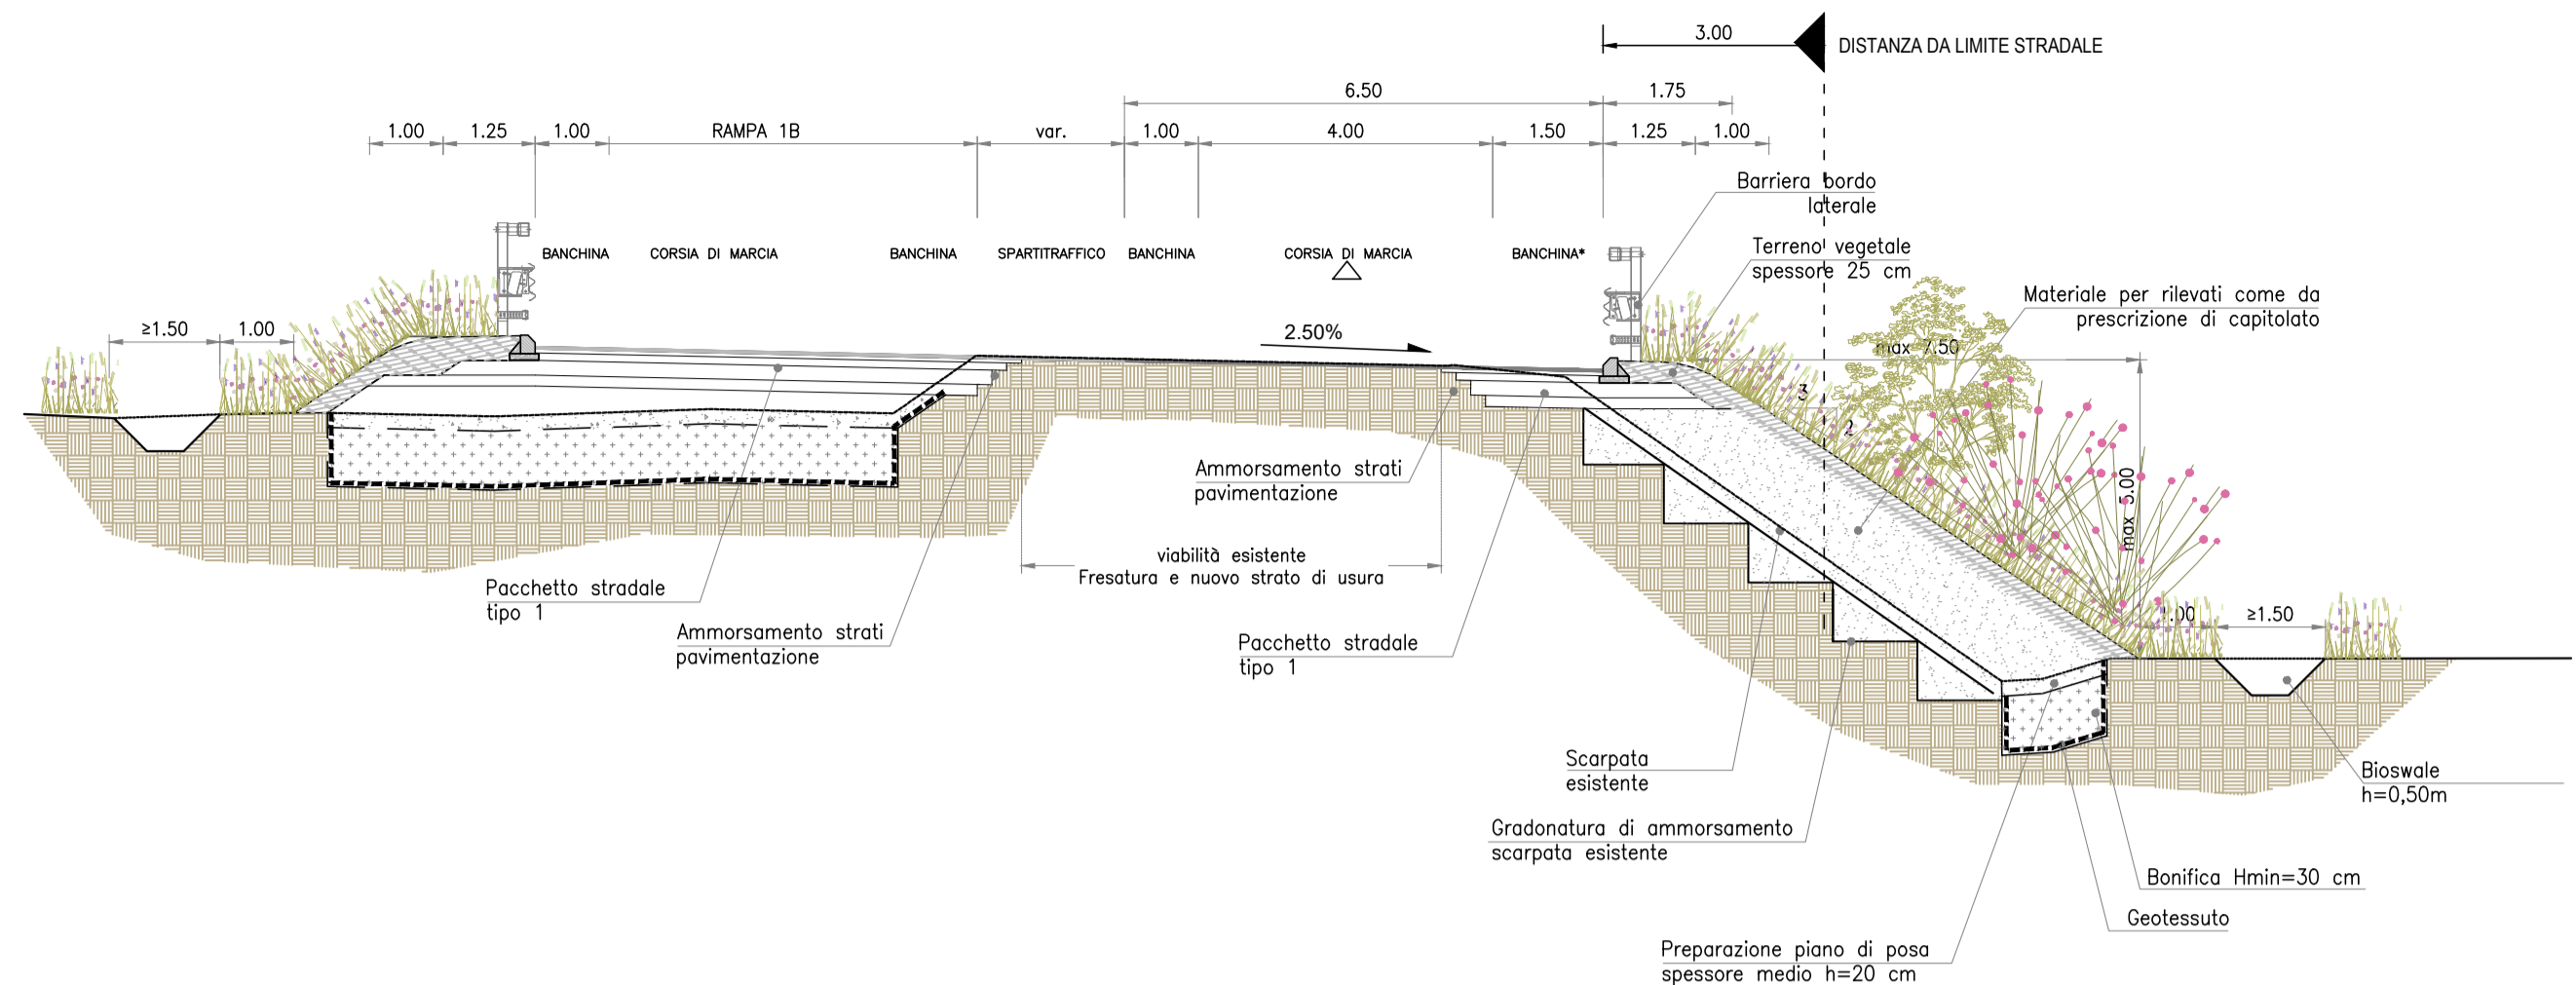 3.00
DISTANZA DA LIMITE STRADALE
6.50 1.75
1.00 1.25 1.00 RAMPA 1B var. 1.00 4.00 1.50 1.25 1.00
Barriera bordo
laterale
BANCHINA CORSIA DI MARCIA BANCHINA SPARTITRAFFICO BANCHINA CORSIA DI MARCIA BANCHINA*
Terreno vegetale
spessore 25 cm
Materiale per rilevati come da
prescrizione di capitolato
≥1.50 1.00
2.50%
max 7.50
3
2
Ammorsamento strati
pavimentazione
max 5.00
viabilità esistente
Fresatura e nuovo strato di usura
Pacchetto stradale
tipo 1
Ammorsamento strati
pavimentazione
Pacchetto stradale
tipo 1
≥1.50
Scarpata
esistente
Bioswale
h=0,50m
Gradonatura di ammorsamento
scarpata esistente
Bonifica Hmin=30 cm
Geotessuto
Preparazione piano di posa
spessore medio h=20 cm